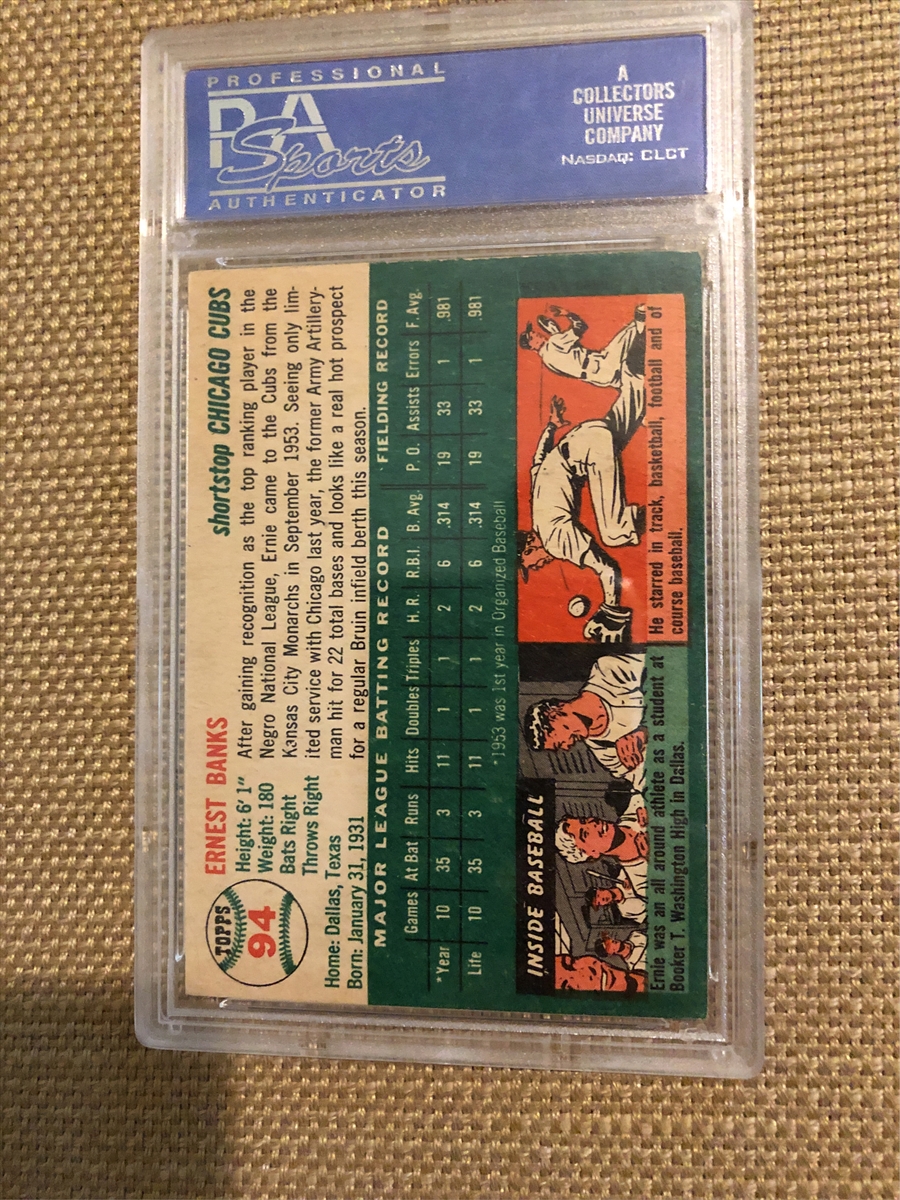 PROFESSIONAL
PSA
Sports
AUTHENTICATOR
A
COLLECTORS
UNIVERSE
COMPANY
NASDAQ: CLCT
TOPPS
94
ERNEST BANKS
shortstop CHICAGO CUBS
Height: 6' 1"
Weight: 180
Bats Right
Throws Right
Home: Dallas, Texas
Born: January 31, 1931
After gaining recognition as the top ranking player in the
Negro National League, Ernie came to the Cubs from the
Kansas City Monarchs in September 1953. Seeing only lim-
ited service with Chicago last year, the former Army Artillery-
man hit for 22 total bases and looks like a real hot prospect
for a regular Bruin infield berth this season.
MAJOR LEAGUE BATTING RECORD FIELDING RECORD
Games At Bat Runs Hits Doubles Triples H. R. R.B.I. B. Avg. P. O. Assists Errors F. Avg.
*Year 10 35 3 11 1 1 2 6 .314 19 33 1 .981
Life 10 35 3 11 1 1 2 6 .314 19 33 1 .981
*1953 was 1st year in Organized Baseball
INSIDE BASEBALL
Ernie was an all around athlete as a student at
Booker T. Washington High in Dallas.
He starred in track, basketball, football and of
course baseball.